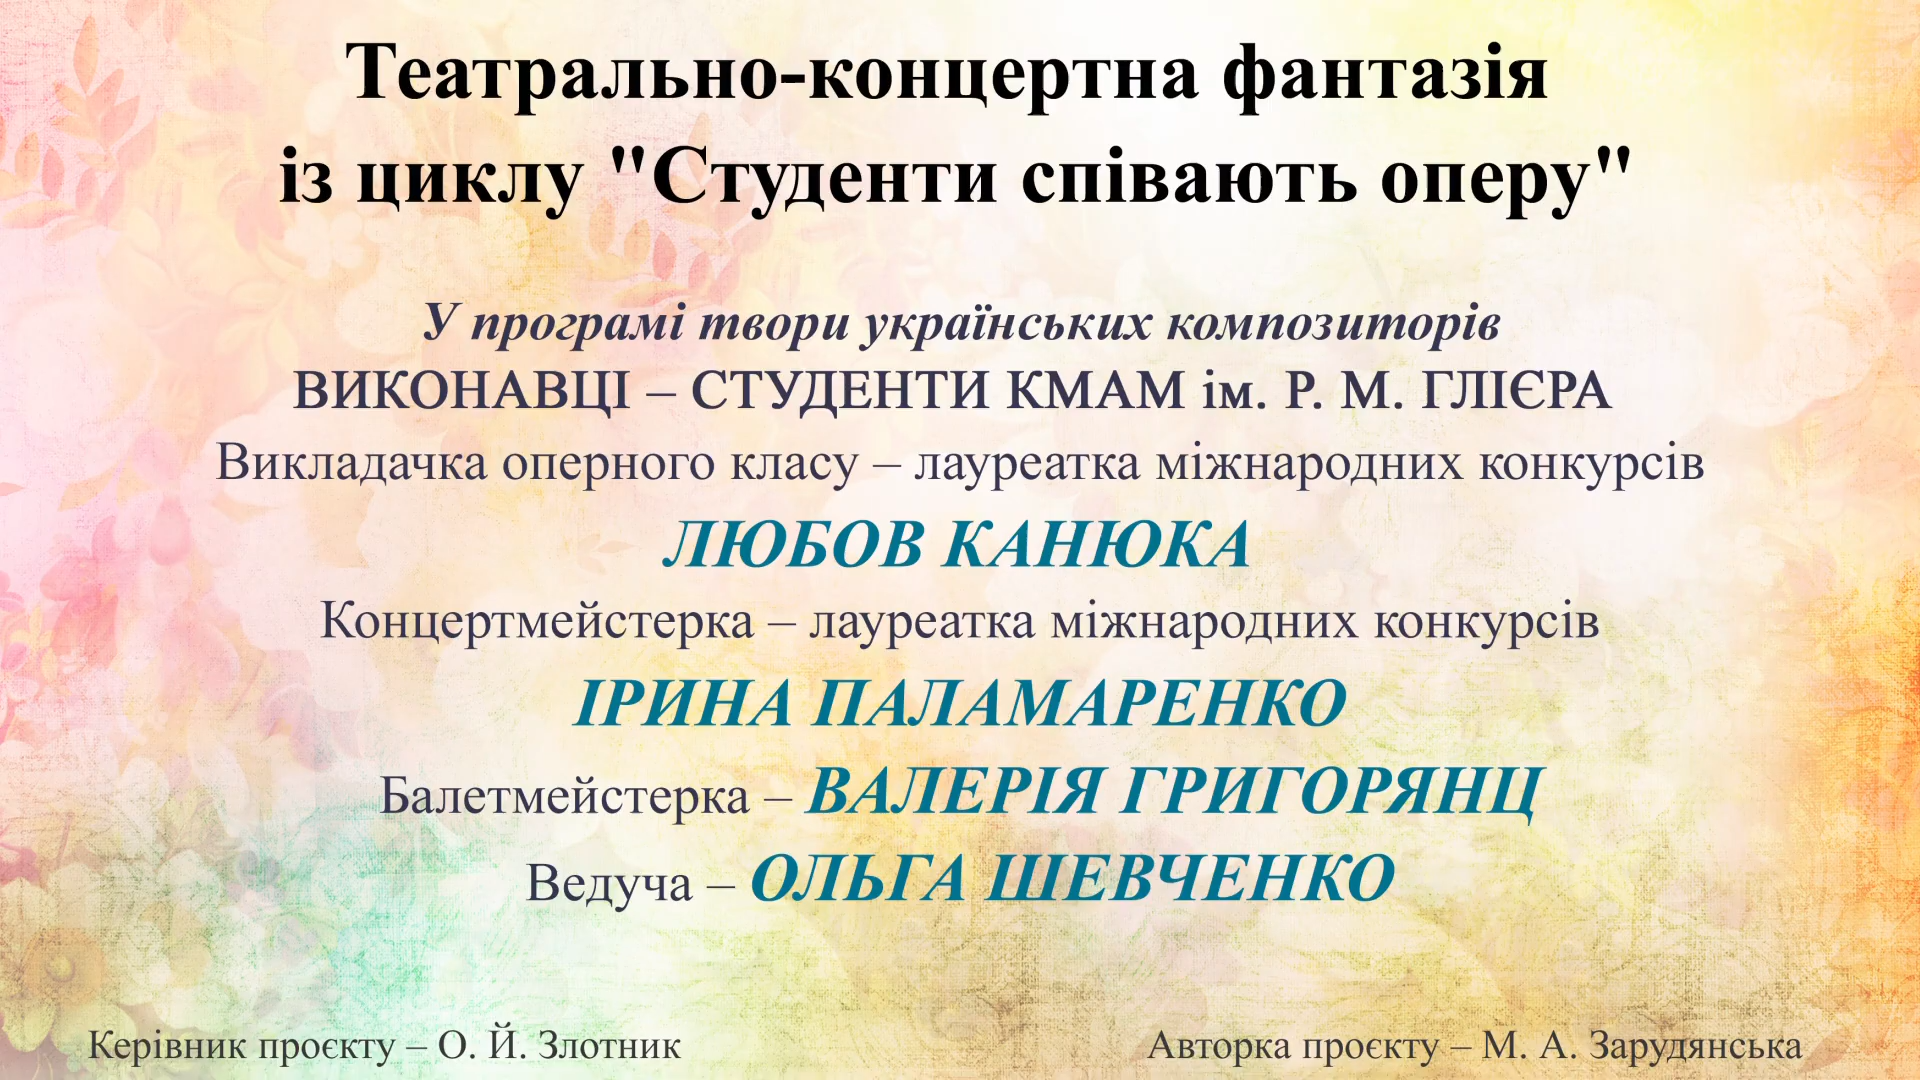 Театрально-концертна фантазія
із циклу "Студенти співають оперу"
У програмі твори українських композиторів
ВИКОНАВЦІ – СТУДЕНТИ КМАМ ім. Р. М. ГЛІЄРА
Викладачка оперного класу – лауреатка міжнародних конкурсів
ЛЮБОВ КАНЮКА
Концертмейстерка – лауреатка міжнародних конкурсів
ІРИНА ПАЛАМАРЕНКО
Балетмейстерка – ВАЛЕРІЯ ГРИГОРЯНЦ
Ведуча – ОЛЬГА ШЕВЧЕНКО
Керівник проєкту – О. Й. Злотник
Авторка проєкту – М. А. Зарудянська